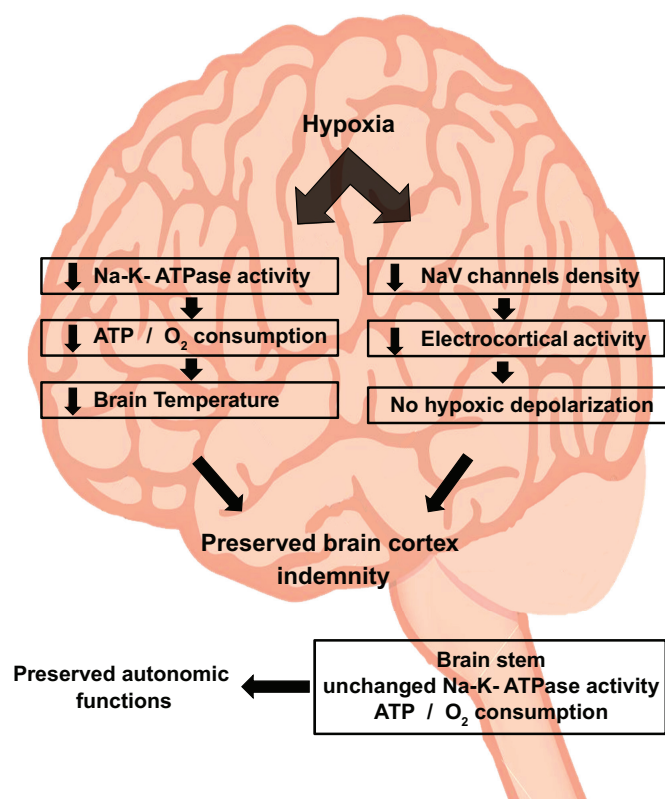 Hypoxia
Na-K- ATPase activity
ATP / O₂ consumption
Brain Temperature
NaV channels density
Electrocortical activity
No hypoxic depolarization
Preserved brain cortex
indemnity
Preserved autonomic
functions
Brain stem
unchanged Na-K- ATPase activity
ATP / O₂ consumption